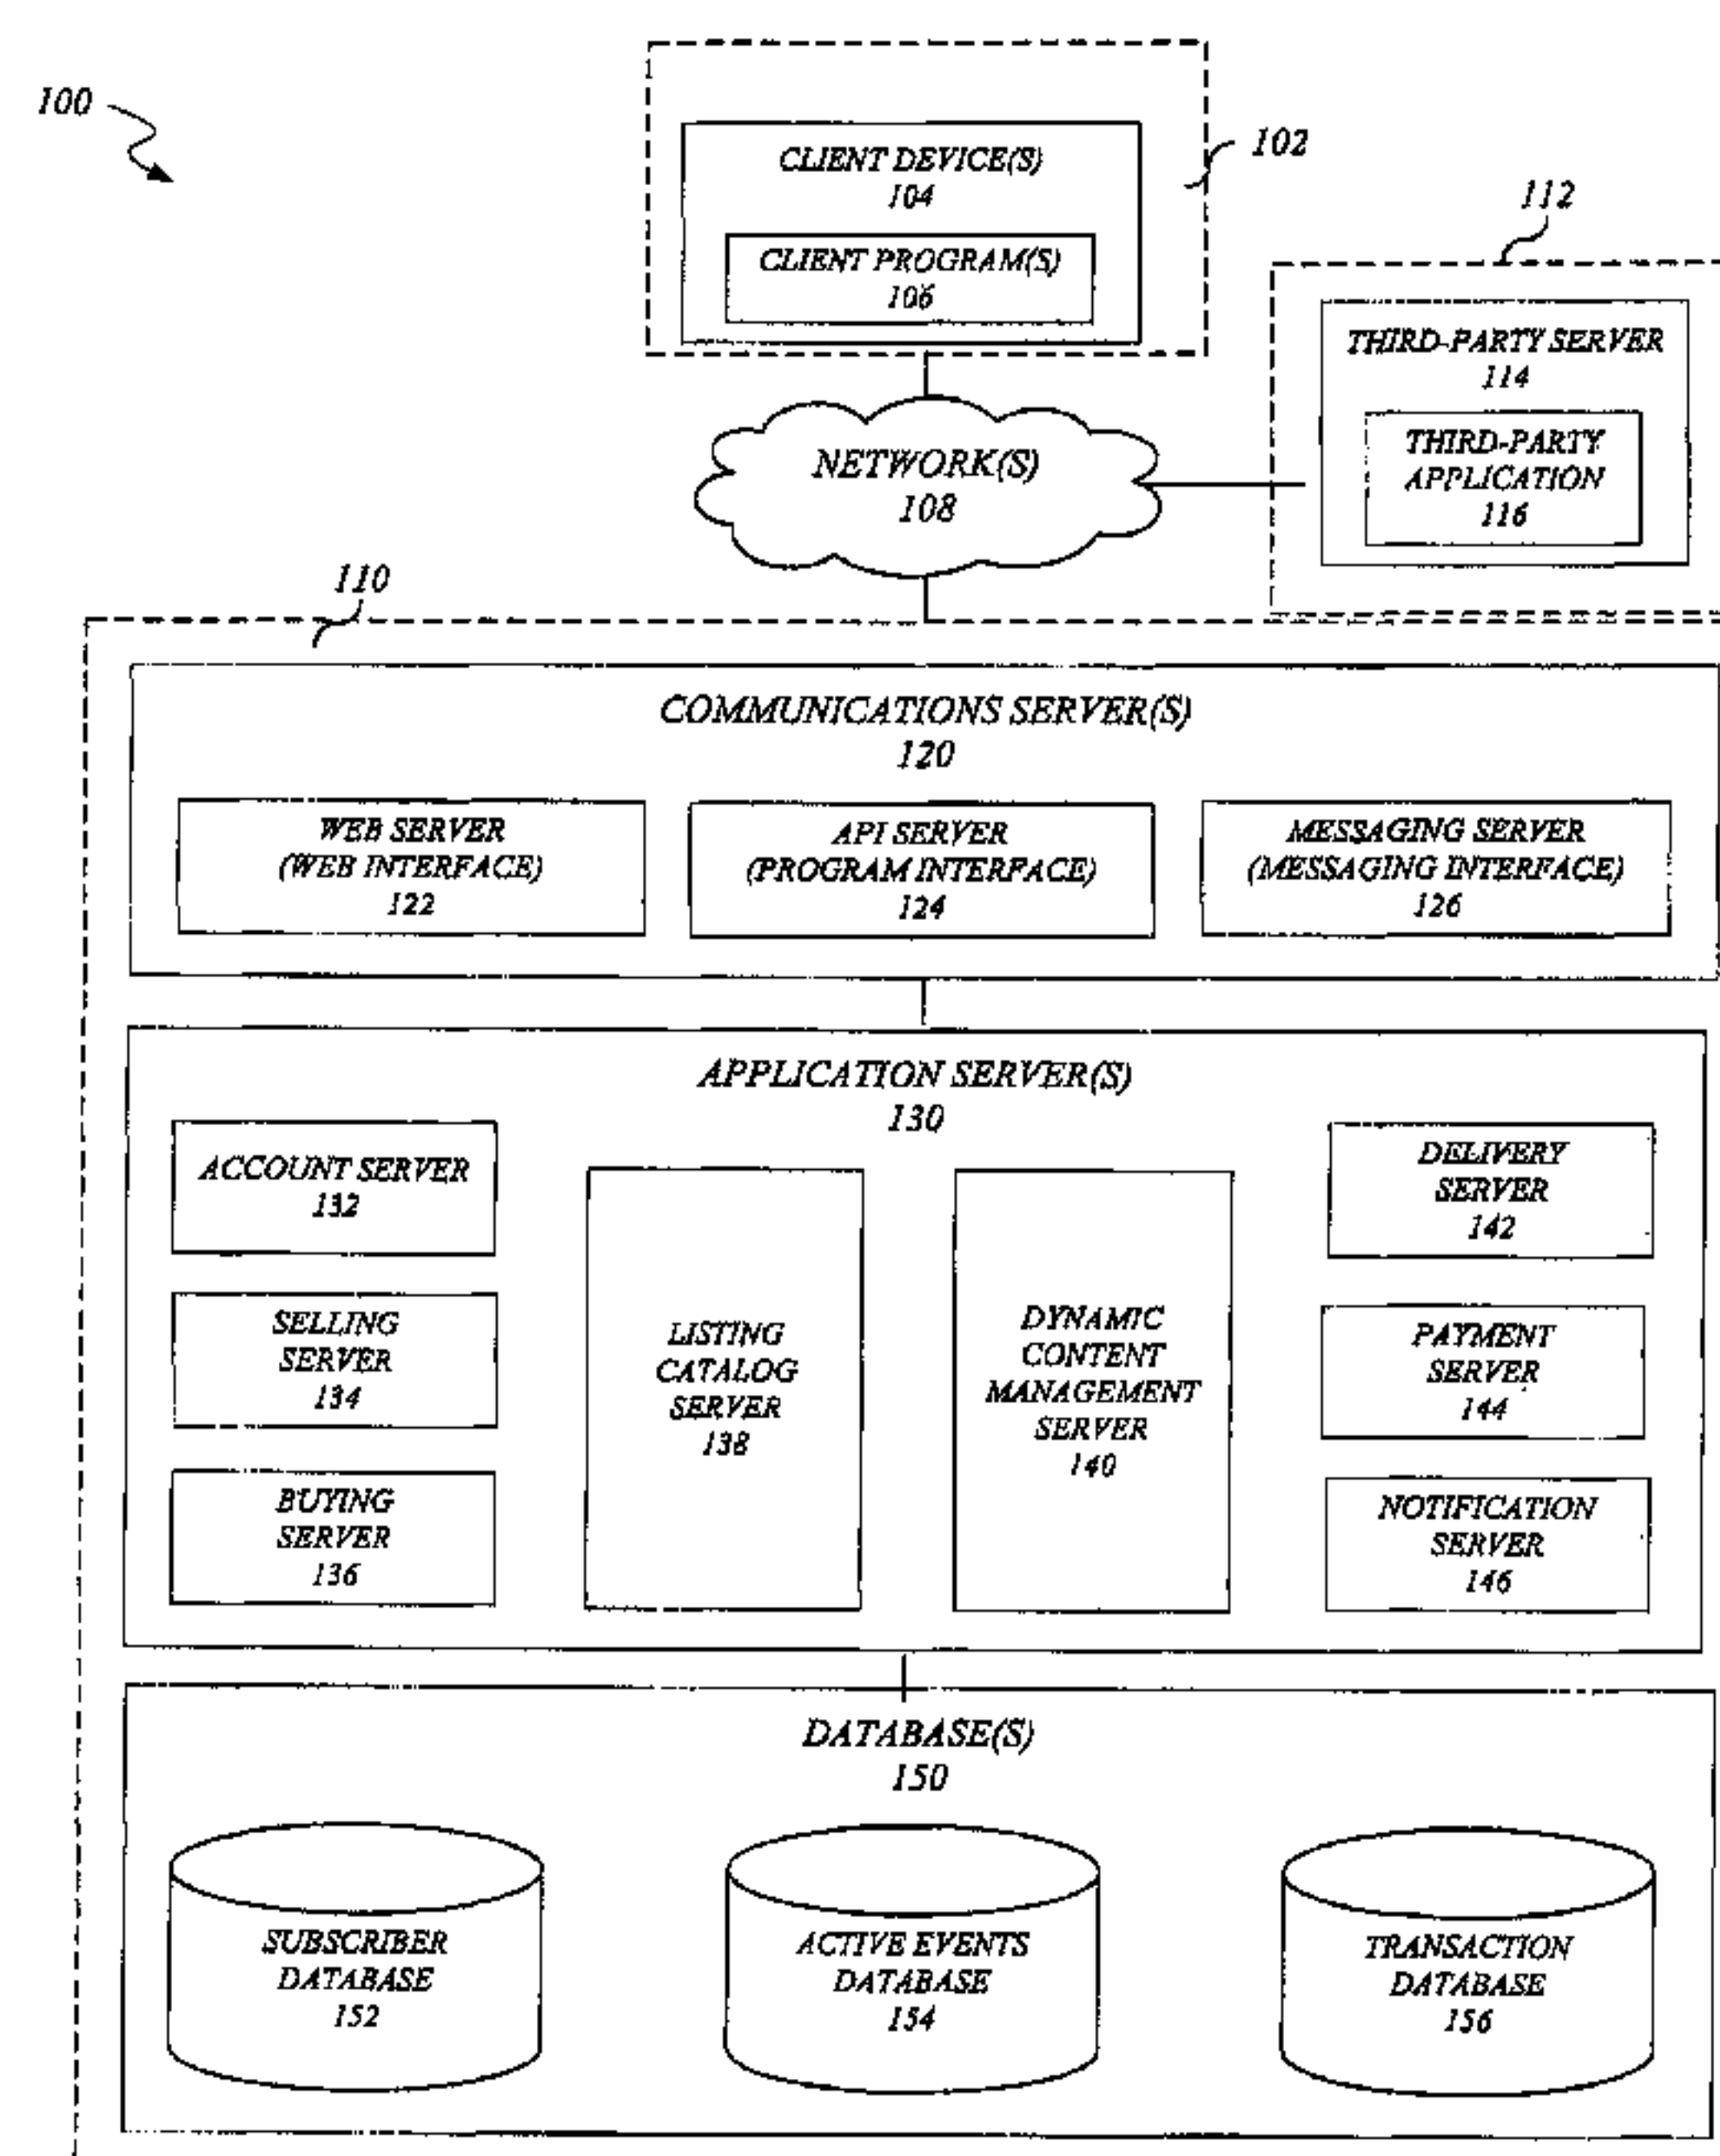 100
102
CLIENT DEVICE(S)
104
CLIENT PROGRAM(S)
106
112
THIRD-PARTY SERVER
114
THIRD-PARTY
APPLICATION
116
NETWORK(S)
108
110
COMMUNICATIONS SERVER(S)
120
WEB SERVER
(WEB INTERFACE)
122
API SERVER
(PROGRAM INTERFACE)
124
MESSAGING SERVER
(MESSAGING INTERFACE)
126
APPLICATION SERVER(S)
130
ACCOUNT SERVER
132
SELLING
SERVER
134
BUYING
SERVER
136
LISTING
CATALOG
SERVER
138
DYNAMIC
CONTENT
MANAGEMENT
SERVER
140
DELIVERY
SERVER
142
PAYMENT
SERVER
144
NOTIFICATION
SERVER
146
DATABASE(S)
150
SUBSCRIBER
DATABASE
152
ACTIVE EVENTS
DATABASE
154
TRANSACTION
DATABASE
156